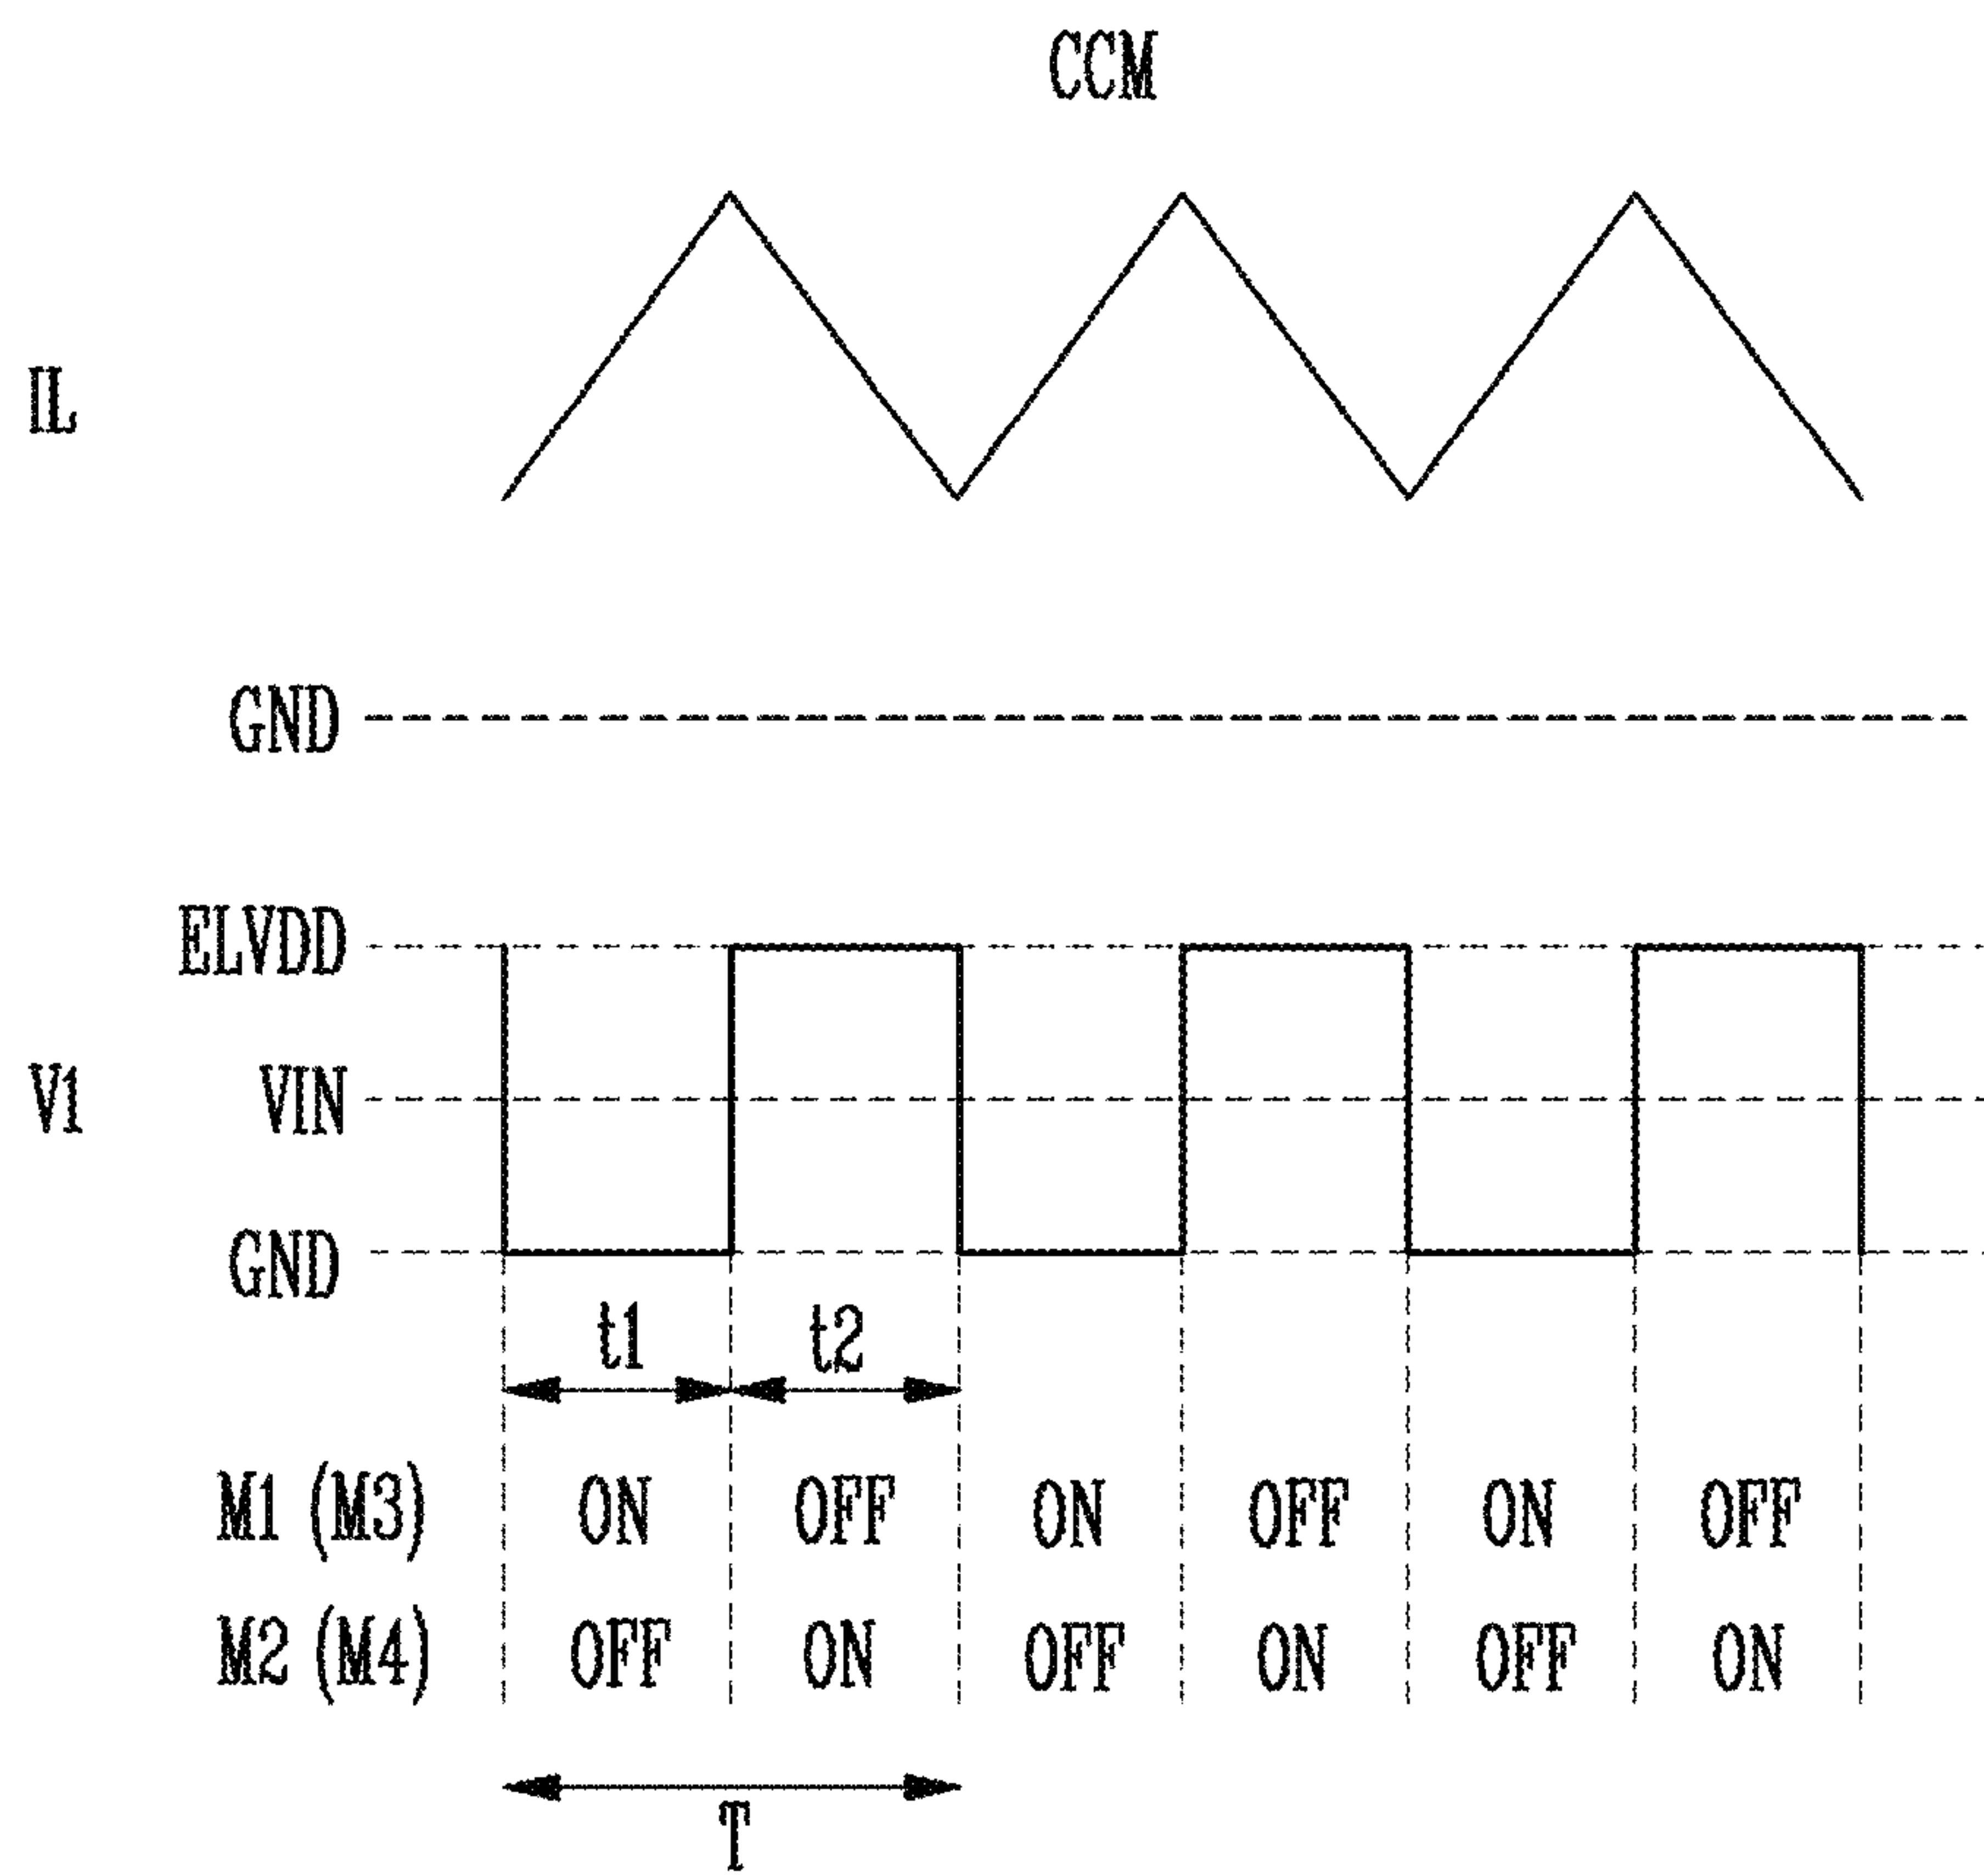 CCM
IL
GND
ELVDD
V1 VIN
GND
t1 t2
M1 (M3) ON OFF ON OFF ON OFF
M2 (M4) OFF ON OFF ON OFF ON
T